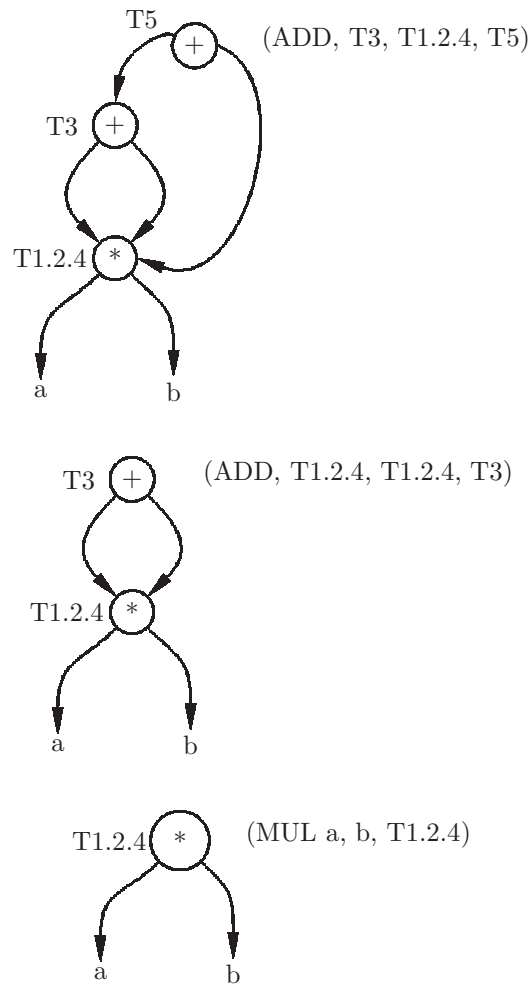 T5
+
(ADD, T3, T1.2.4, T5)
T3
+
T1.2.4
*
a
b
T3
+
(ADD, T1.2.4, T1.2.4, T3)
T1.2.4
*
a
b
T1.2.4
*
(MUL a, b, T1.2.4)
a
b